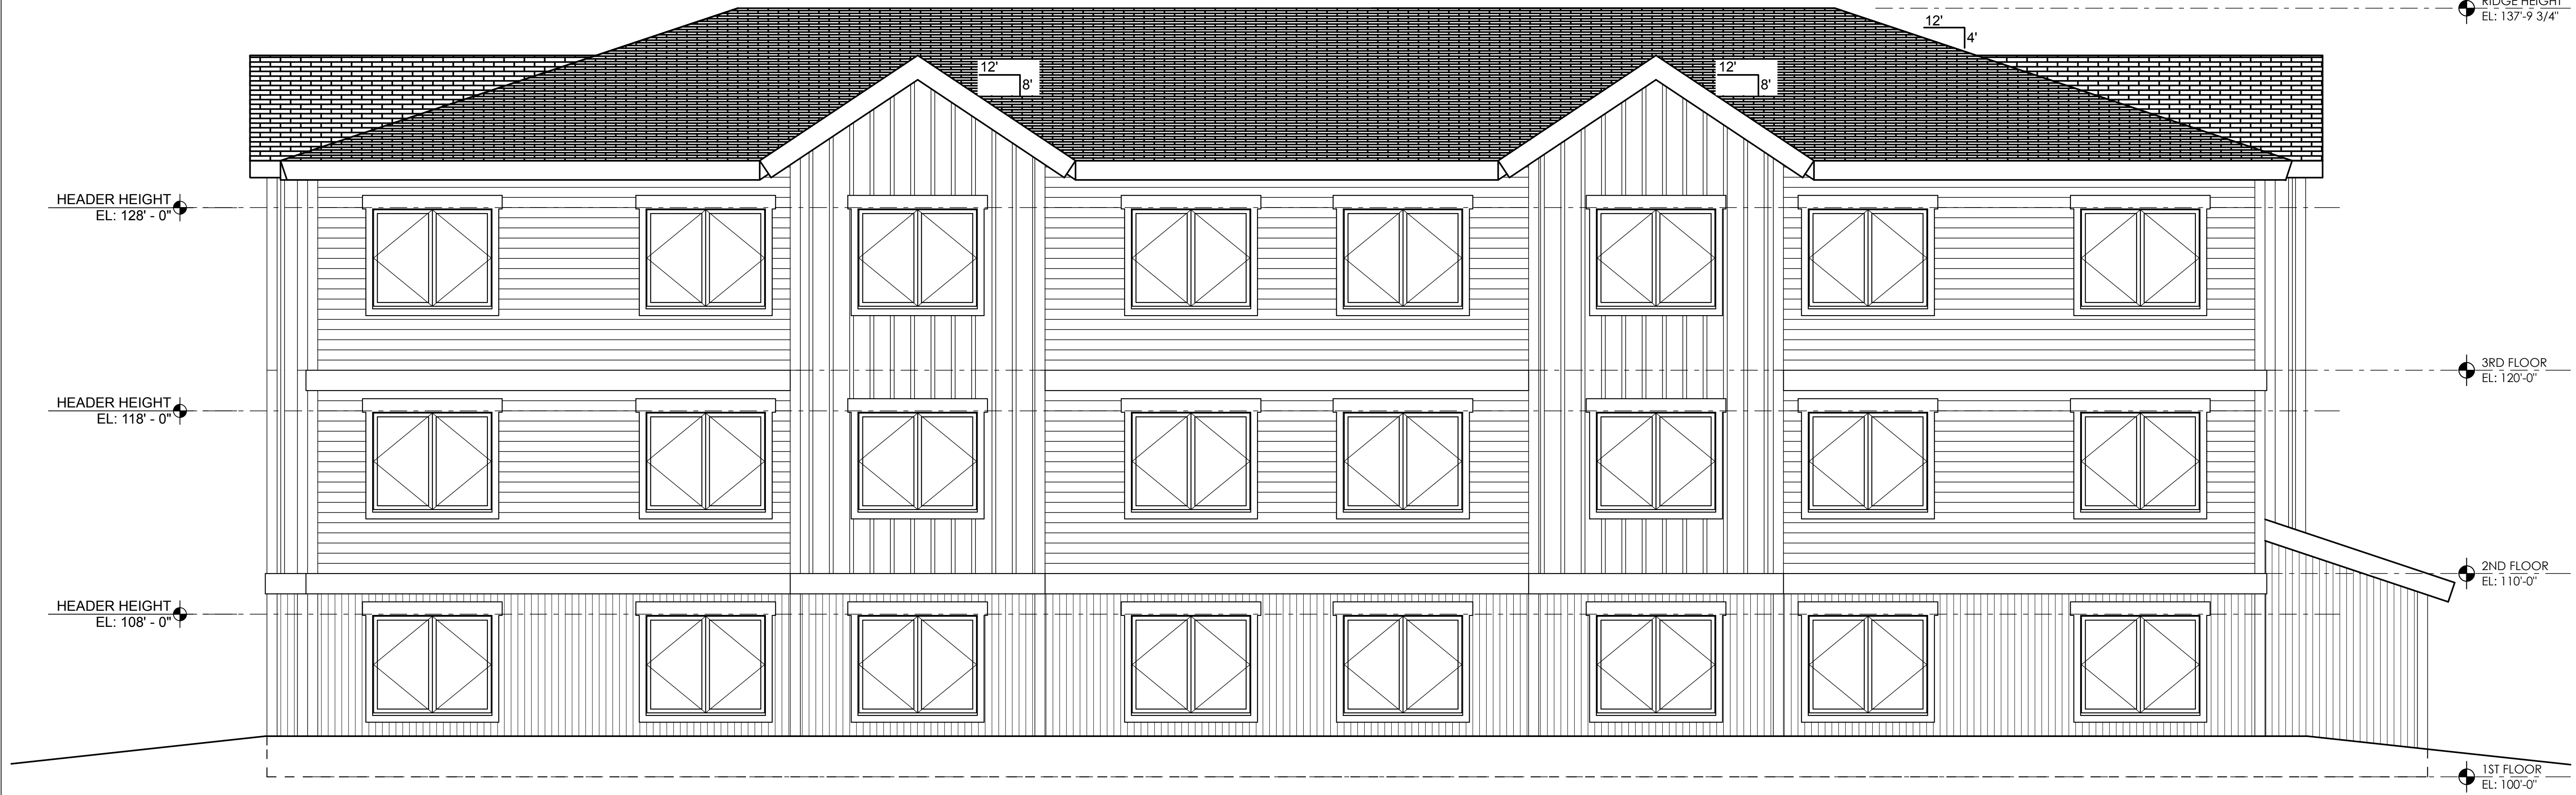 RIDGE HEIGHT
EL: 137'-9 3/4"
12'
4'
12'
8'
12'
8'
HEADER HEIGHT
EL: 128' - 0"
3RD FLOOR
EL: 120'-0"
HEADER HEIGHT
EL: 118' - 0"
2ND FLOOR
EL: 110'-0"
HEADER HEIGHT
EL: 108' - 0"
1ST FLOOR
EL: 100'-0"